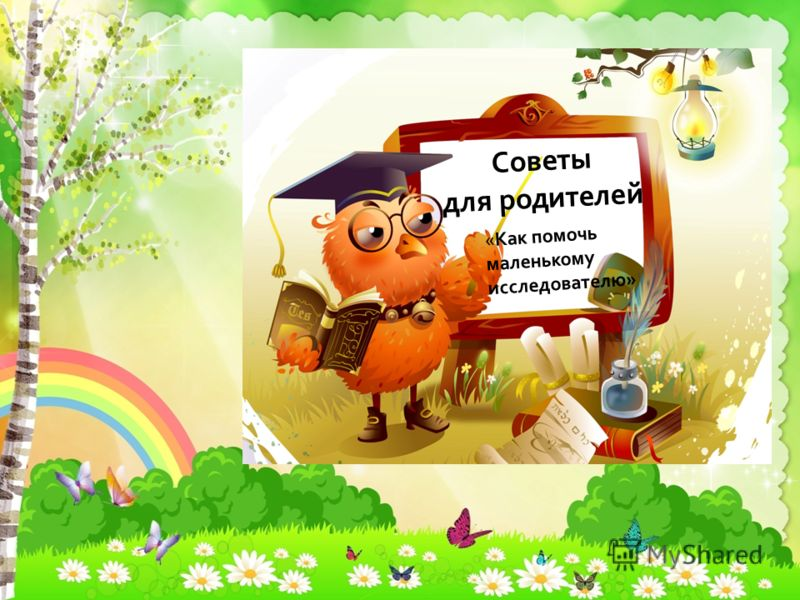 Советы
для родителей
«Как помочь
маленькому
исследователю»
MyShared